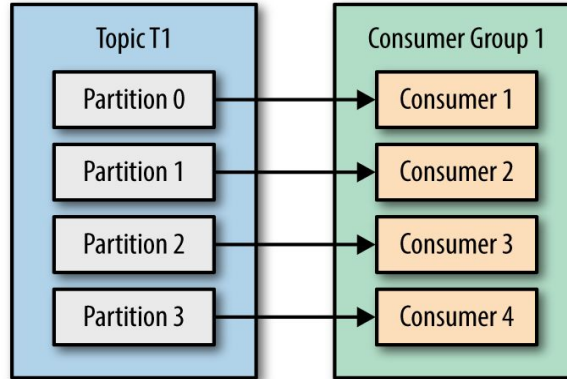 Topic T1
Partition 0
Partition 1
Partition 2
Partition 3
Consumer Group 1
Consumer 1
Consumer 2
Consumer 3
Consumer 4